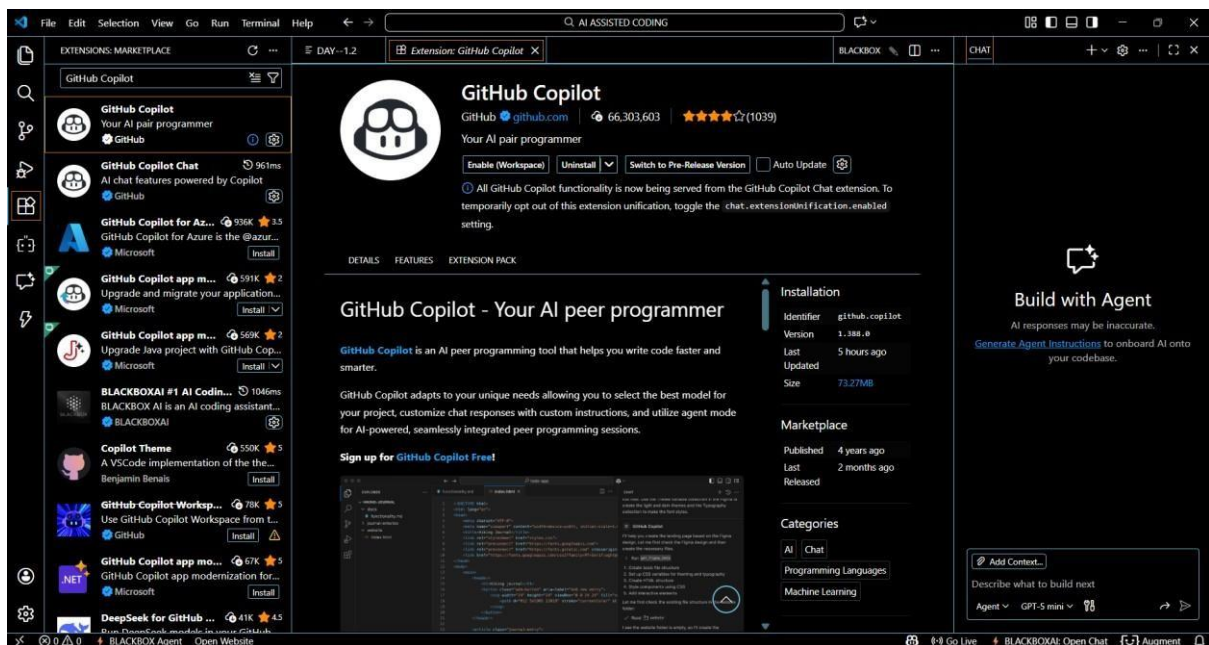 File Edit Selection View Go Run Terminal Help
AI ASSISTED CODING
EXTENSIONS: MARKETPLACE
GitHub Copilot
GitHub Copilot
Your AI pair programmer
GitHub
GitHub Copilot Chat 961ms
AI chat features powered by Copilot
GitHub
GitHub Copilot for Az... 936K 3.5
GitHub Copilot for Azure is the @azur...
Microsoft Install
GitHub Copilot app m... 591K 2
Upgrade and migrate your application...
Microsoft Install
GitHub Copilot app m... 569K 2
Upgrade Java project with GitHub Cop...
Microsoft Install
BLACKBOXAI #1 AI Codin... 1046ms
BLACKBOX AI is an AI coding assistant...
BLACKBOXAI
Copilot Theme 550K 5
A VSCode implementation of the the...
Benjamin Benais Install
GitHub Copilot Worksp... 78K 5
Use GitHub Copilot Workspace from t...
GitHub Install
GitHub Copilot app mo... 67K 5
GitHub Copilot app modernization for...
Microsoft Install
.NET
DeepSeek for GitHub ... 41K 4.5
Run DeepSeek models in your GitHub
DAY--1.2
Extension: GitHub Copilot
BLACKBOX
GitHub Copilot
GitHub github.com 66,303,603 (1039)
Your AI pair programmer
Enable (Workspace) Uninstall Switch to Pre-Release Version Auto Update
All GitHub Copilot functionality is now being served from the GitHub Copilot Chat extension. To
temporarily opt out of this extension unification, toggle the chat.extensionUnification.enabled
setting.
DETAILS FEATURES EXTENSION PACK
GitHub Copilot - Your AI peer programmer
GitHub Copilot is an AI peer programming tool that helps you write code faster and
smarter.
GitHub Copilot adapts to your unique needs allowing you to select the best model for
your project, customize chat responses with custom instructions, and utilize agent mode
for AI-powered, seamlessly integrated peer programming sessions.
Sign up for GitHub Copilot Free!
Installation
Identifier github.copilot
Version 1.388.0
Last Updated 5 hours ago
Size 73.27MB
Marketplace
Published 4 years ago
Last Released 2 months ago
Categories
AI Chat
Programming Languages
Machine Learning
CHAT
Build with Agent
AI responses may be inaccurate.
Generate Agent Instructions to onboard AI onto
your codebase.
Add Context...
Describe what to build next
Agent GPT-5 mini
0 0 BLACKBOX Agent Open Website
Go Live BLACKBOXAI: Open Chat Augment